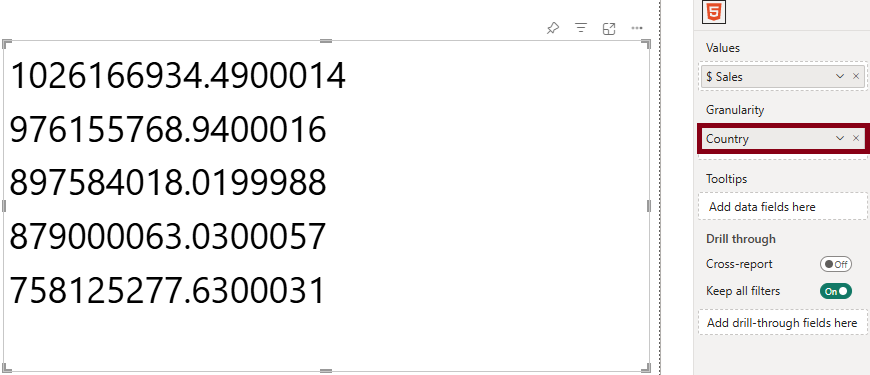 1026166934.4900014
976155768.9400016
897584018.0199988
879000063.0300057
758125277.6300031
5
Values
$ Sales
Granularity
Country
Tooltips
Add data fields here
Drill through
Cross-report
Off
Keep all filters
On
Add drill-through fields here